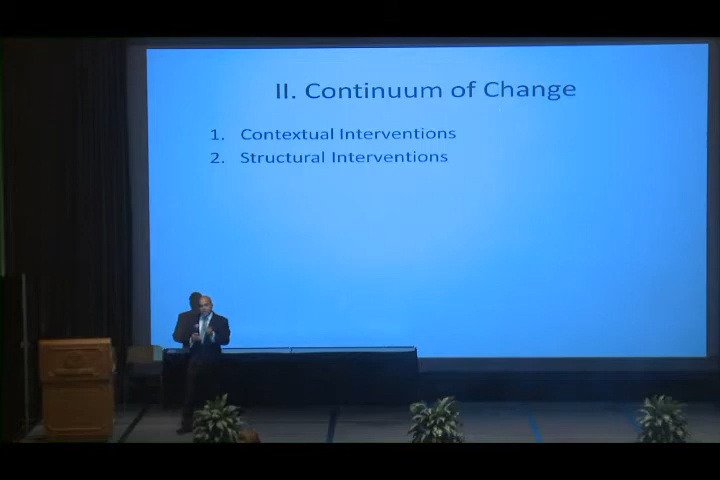 II. Continuum of Change
1. Contextual Interventions
2. Structural Interventions